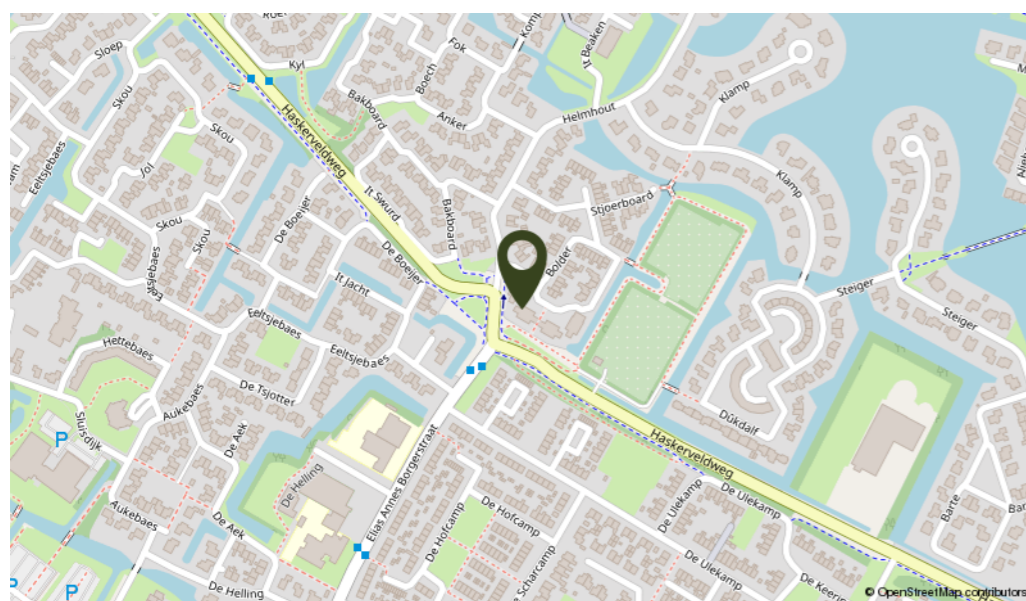 Sloep
Kyl
Fok
It Beaken
Klamp
Skou
Boech
Bakboard
Anker
Helmhout
Haskerveldweg
Skou
Eeltsjebaes
Jol
Klamp
It Swurd
Stjoerboard
Skou
De Boeijer
Bakboard
Skou
De Boeijer
Bolder
Eeltsjebaes
It Jacht
Steiger
Steiger
Eeltsjebaes
Hettebaes
Eeltsjebaes
De Tsjotter
Aukebaes
Dûkdalf
Sluisdijk
P
De Aek
Haskerveldweg
Elias Annes Borgerstraat
De Helling
De Ulekamp
De Ulekamp
De Hofcamp
De Hofcamp
Barte
Aukebaes
De Aek
De Scharcamp
De Ulekamp
P
P
De Helling
© OpenStreetMap contributors